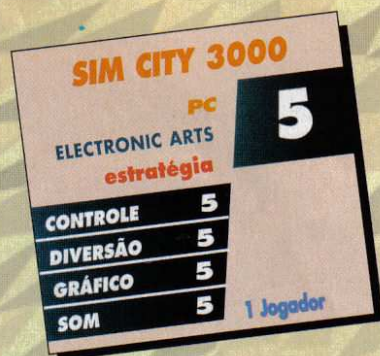 SIM CITY 3000
PC
5
ELECTRONIC ARTS
estratégia
CONTROLE 5
DIVERSÃO 5
GRÁFICO 5
SOM 5
1 Jogador